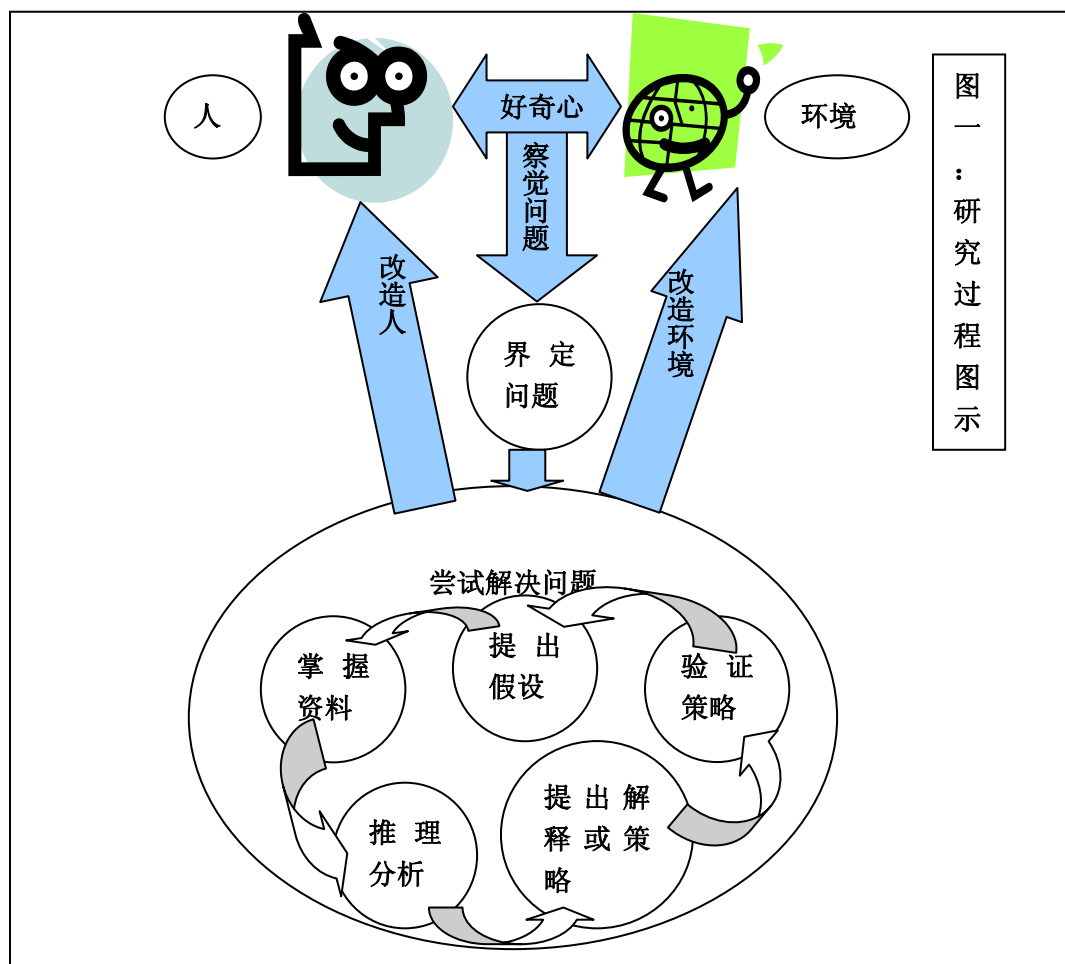 人
好奇心
环境
察觉问题
改造人
改造环境
图一：研究过程图示
界定
问题
尝试解决问题
提出
假设
掌握
资料
验证
策略
推理
分析
提出解
释或策
略